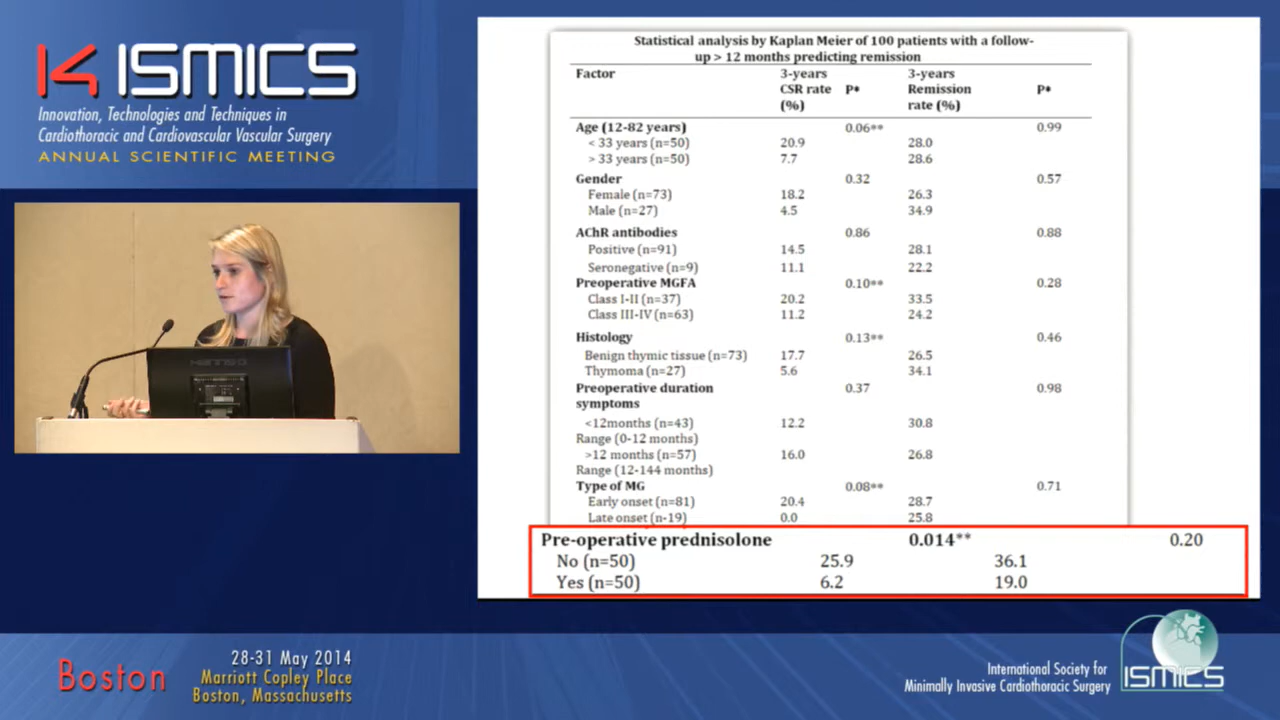 14 ISMICS
Innovation, Technologies and Techniques in
Cardiothoracic and Cardiovascular Vascular Surgery
ANNUAL SCIENTIFIC MEETING
Statistical analysis by Kaplan Meier of 100 patients with a follow-
up > 12 months predicting remission
Factor 3-years CSR rate (%) P* 3-years Remission rate (%) P*
Age (12-82 years) 0.06** 0.99
< 33 years (n=50) 20.9 28.0
> 33 years (n=50) 7.7 28.6
Gender 0.32 0.57
Female (n=73) 18.2 26.3
Male (n=27) 4.5 34.9
AChR antibodies 0.86 0.88
Positive (n=91) 14.5 28.1
Seronegative (n=9) 11.1 22.2
Preoperative MGFA 0.10** 0.28
Class I-II (n=37) 20.2 33.5
Class III-IV (n=63) 11.2 24.2
Histology 0.13** 0.46
Benign thymic tissue (n=73) 17.7 26.5
Thymoma (n=27) 5.6 34.1
Preoperative duration 0.37 0.98
symptoms
<12months (n=43) 12.2 30.8
Range (0-12 months)
>12 months (n=57) 16.0 26.8
Range (12-144 months)
Type of MG 0.08** 0.71
Early onset (n=81) 20.4 28.7
Late onset (n-19) 0.0 25.8
Pre-operative prednisolone 0.014** 0.20
No (n=50) 25.9 36.1
Yes (n=50) 6.2 19.0
Boston
28-31 May 2014
Marriott Copley Place
Boston, Massachusetts
International Society for
Minimally Invasive Cardiothoracic Surgery
ISMICS